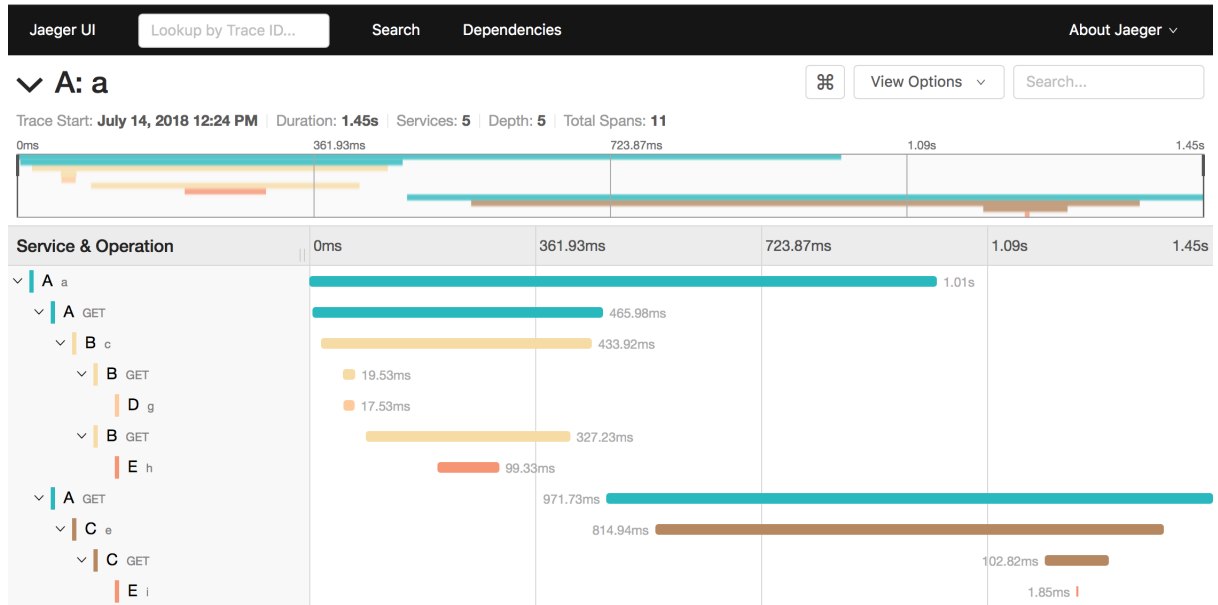 Jaeger UI Lookup by Trace ID... Search Dependencies About Jaeger
A: a ⌘ View Options Search...
Trace Start: July 14, 2018 12:24 PM Duration: 1.45s Services: 5 Depth: 5 Total Spans: 11
0ms 361.93ms 723.87ms 1.09s 1.45s
Service & Operation 0ms 361.93ms 723.87ms 1.09s 1.45s
A a 1.01s
A GET 465.98ms
B c 433.92ms
B GET 19.53ms
D g 17.53ms
B GET 327.23ms
E h 99.33ms
A GET 971.73ms
C e 814.94ms
C GET 102.82ms
E i 1.85ms